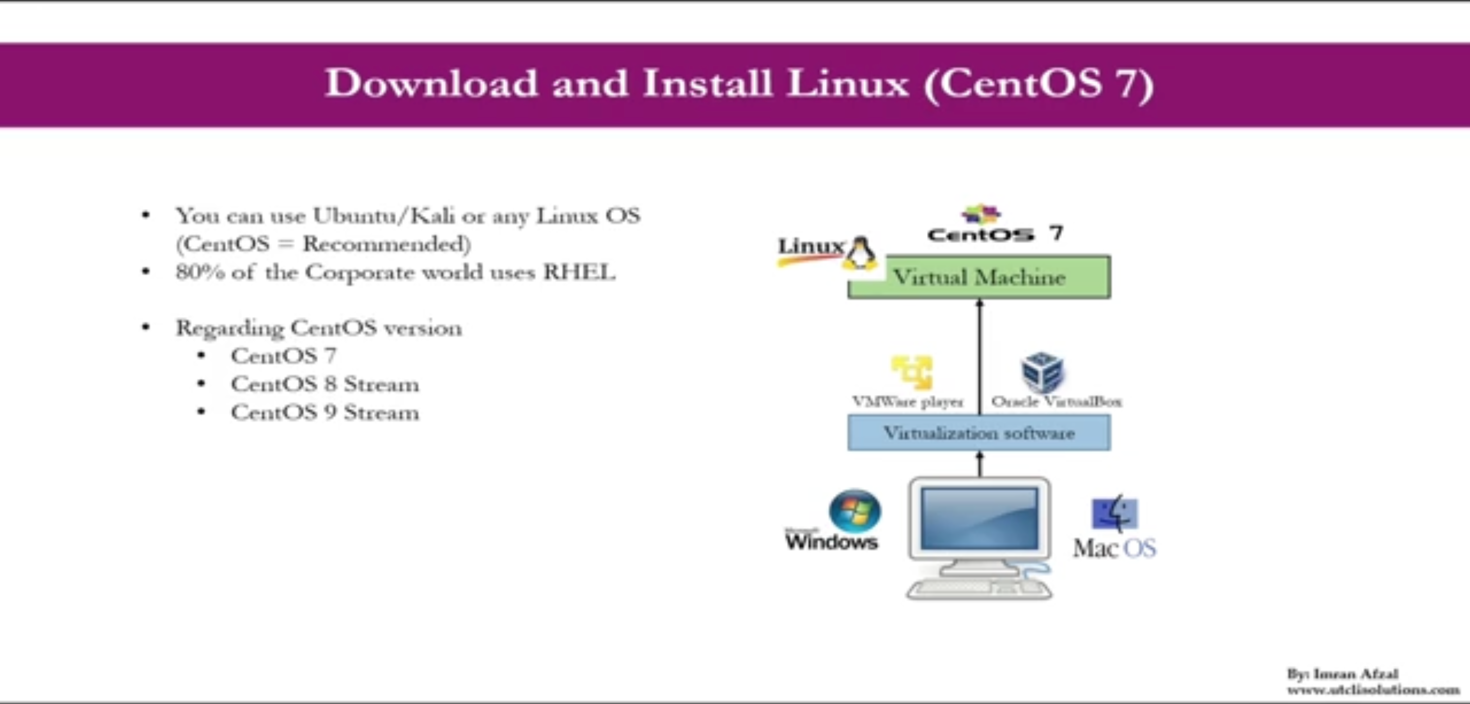 Download and Install Linux (CentOS 7)
• You can use Ubuntu/Kali or any Linux OS
(CentOS = Recommended)
• 80% of the Corporate world uses RHEL
• Regarding CentOS version
• CentOS 7
• CentOS 8 Stream
• CentOS 9 Stream
CentOS 7
Linux
Virtual Machine
VMWare player
Oracle VirtualBox
Virtualization software
Microsoft
Windows
Mac OS
By: Imran Afzal
www.utclisolutions.com